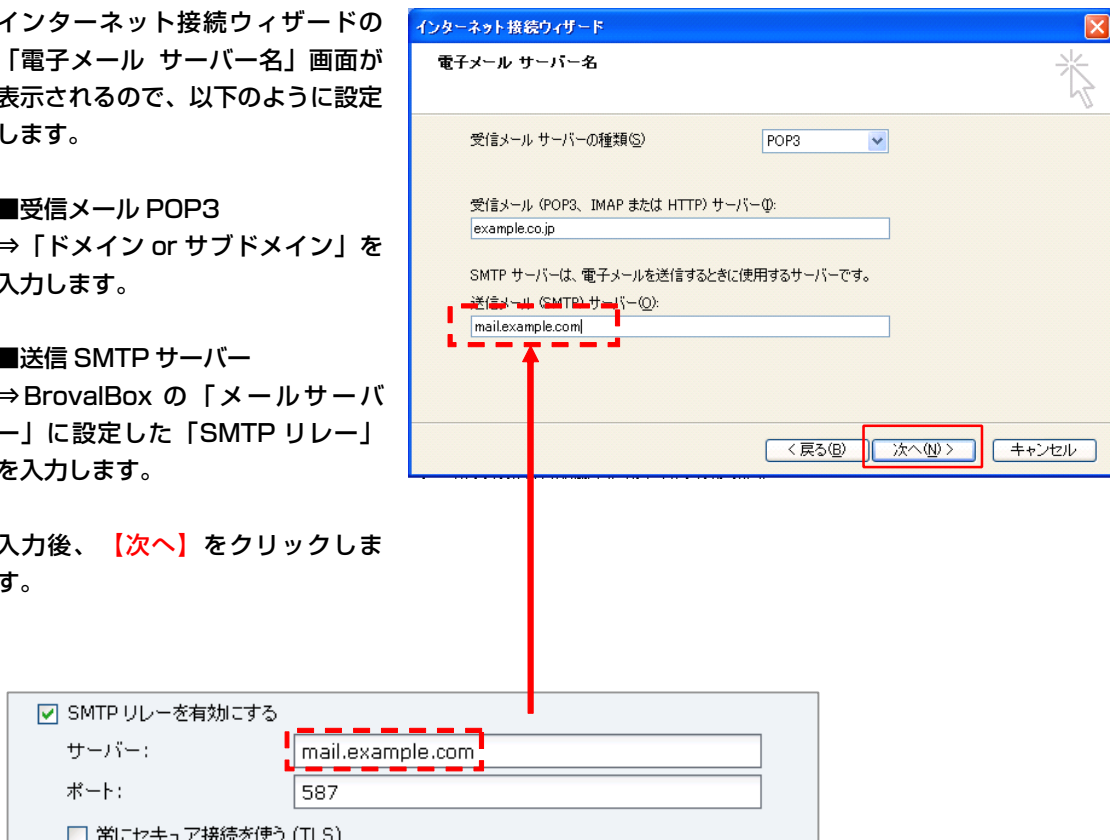 インターネット接続ウィザードの
「電子メール サーバー名」画面が
表示されるので、以下のように設定
します。
■受信メール POP3
⇒「ドメイン or サブドメイン」を
入力します。
■送信 SMTP サーバー
⇒BrovalBox の「メールサーバ
ー」に設定した「SMTP リレー」
を入力します。
入力後、【次へ】をクリックしま
す。
インターネット接続ウィザード
電子メール サーバー名
受信メール サーバーの種類(S)
POP3
受信メール (POP3、IMAP または HTTP) サーバー(I):
example.co.jp
SMTP サーバーは、電子メールを送信するときに使用するサーバーです。
送信メール (SMTP) サーバー(O):
mail.example.com
< 戻る(B)
次へ(N) >
キャンセル
SMTP リレーを有効にする
サーバー:
mail.example.com
ポート:
587
常にセキュア接続を使う (TLS)